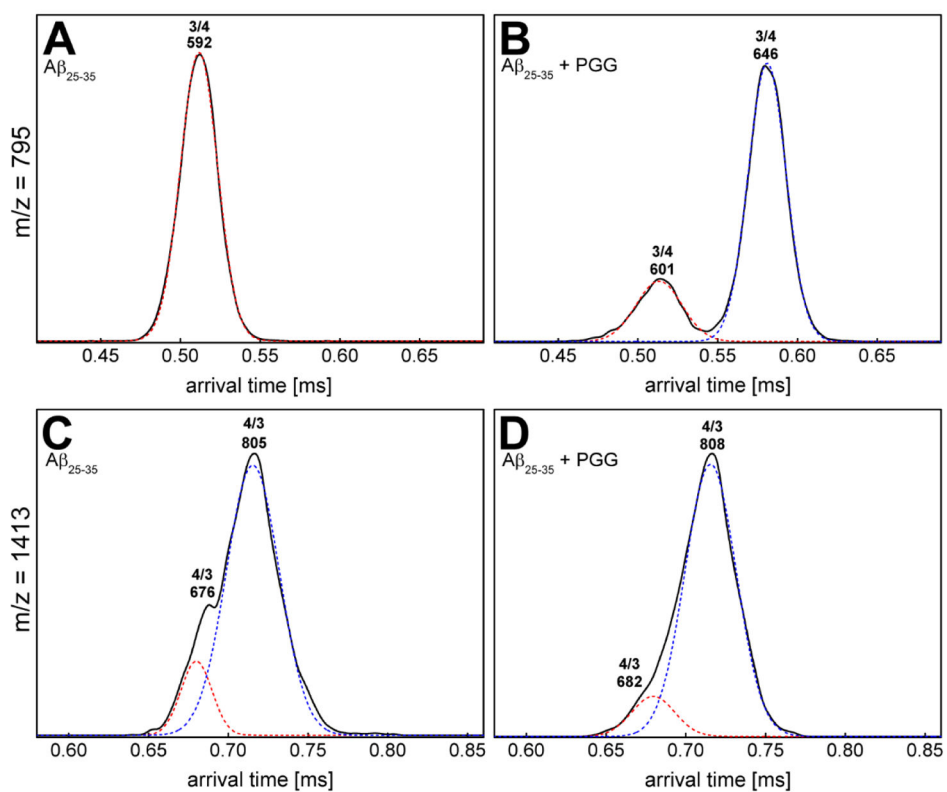 A
Aβ25-35
3/4
592
m/z = 795
0.45 0.50 0.55 0.60 0.65
arrival time [ms]
B
Aβ25-35 + PGG
3/4
601
3/4
646
0.45 0.50 0.55 0.60 0.65
arrival time [ms]
C
Aβ25-35
4/3
676
4/3
805
m/z = 1413
0.60 0.65 0.70 0.75 0.80 0.85
arrival time [ms]
D
Aβ25-35 + PGG
4/3
682
4/3
808
0.60 0.65 0.70 0.75 0.80 0.85
arrival time [ms]